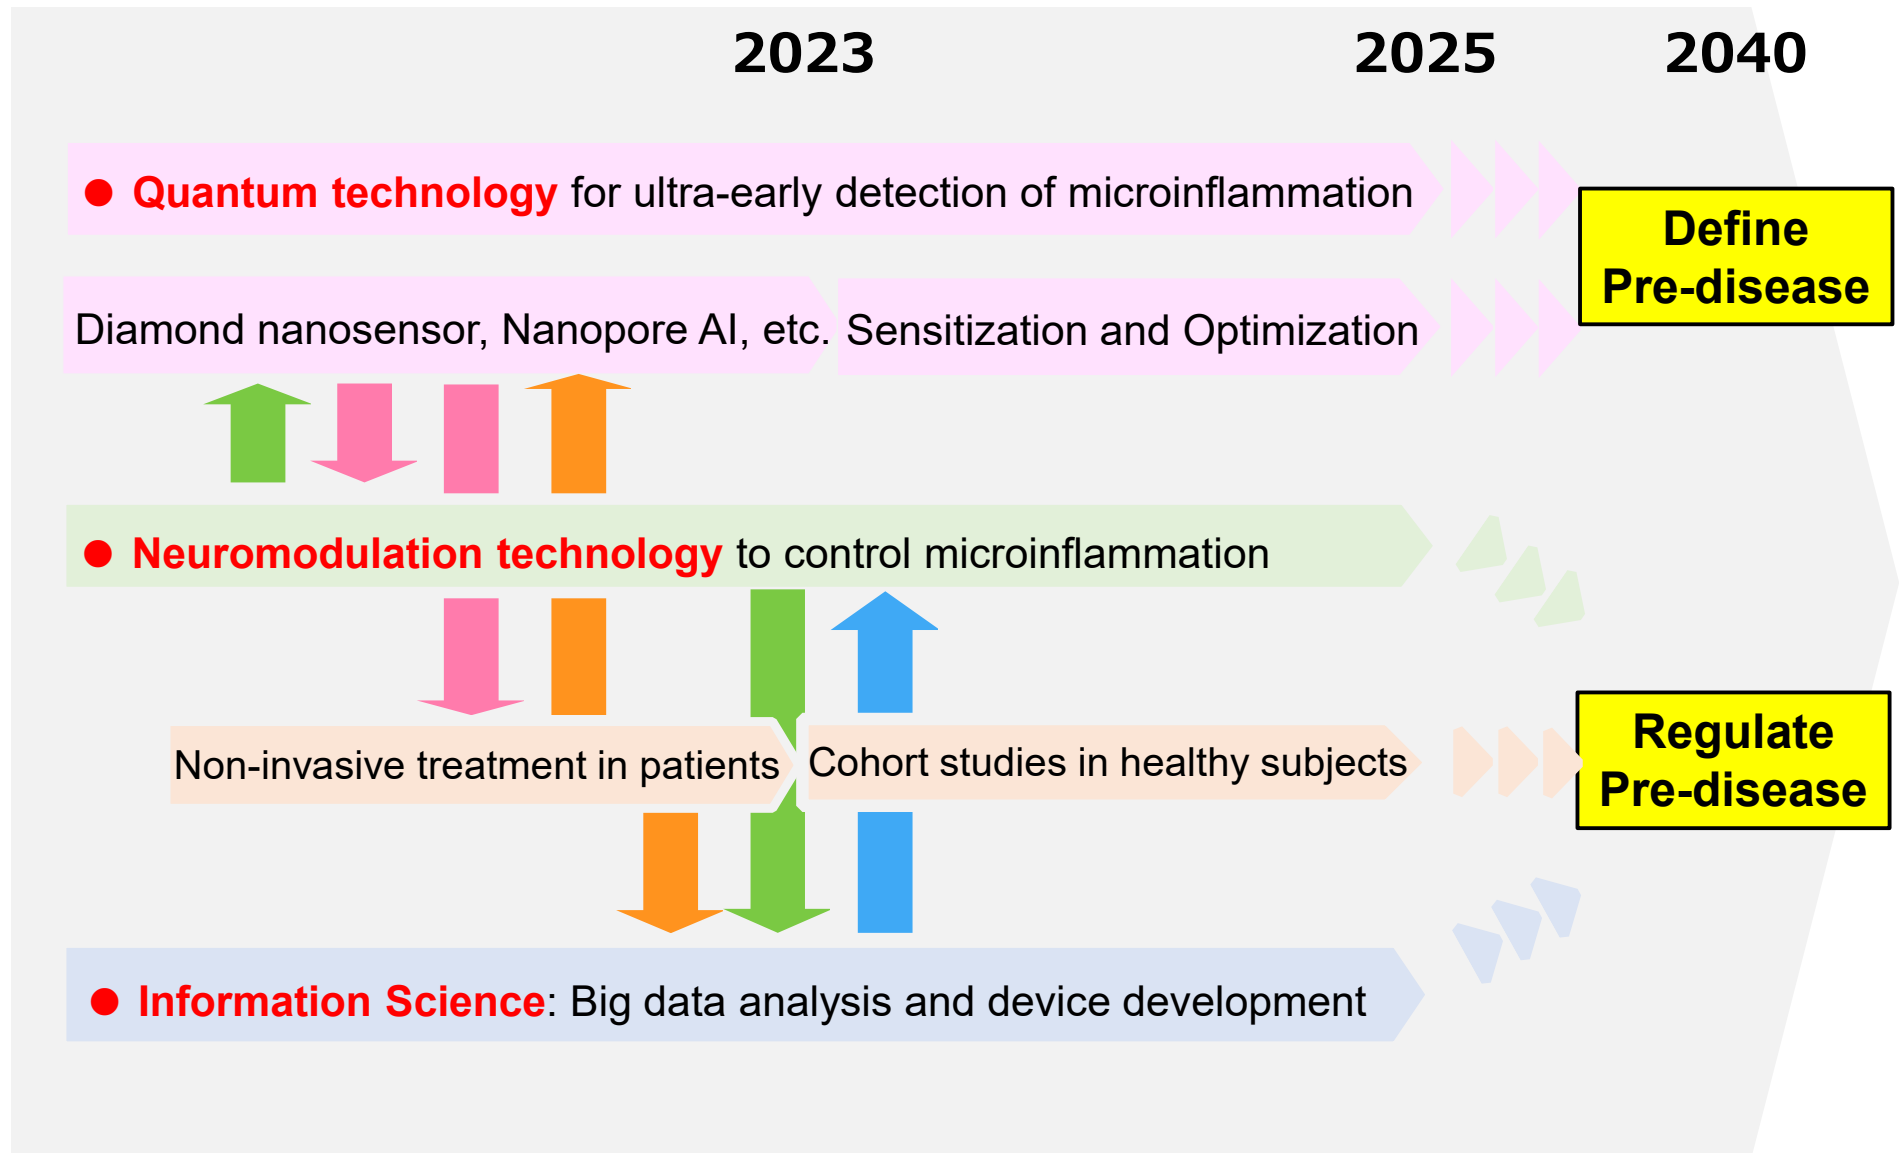 2023 2025 2040
● Quantum technology for ultra-early detection of microinflammation
Define
Pre-disease
Diamond nanosensor, Nanopore AI, etc. Sensitization and Optimization
● Neuromodulation technology to control microinflammation
Non-invasive treatment in patients Cohort studies in healthy subjects
Regulate
Pre-disease
● Information Science: Big data analysis and device development